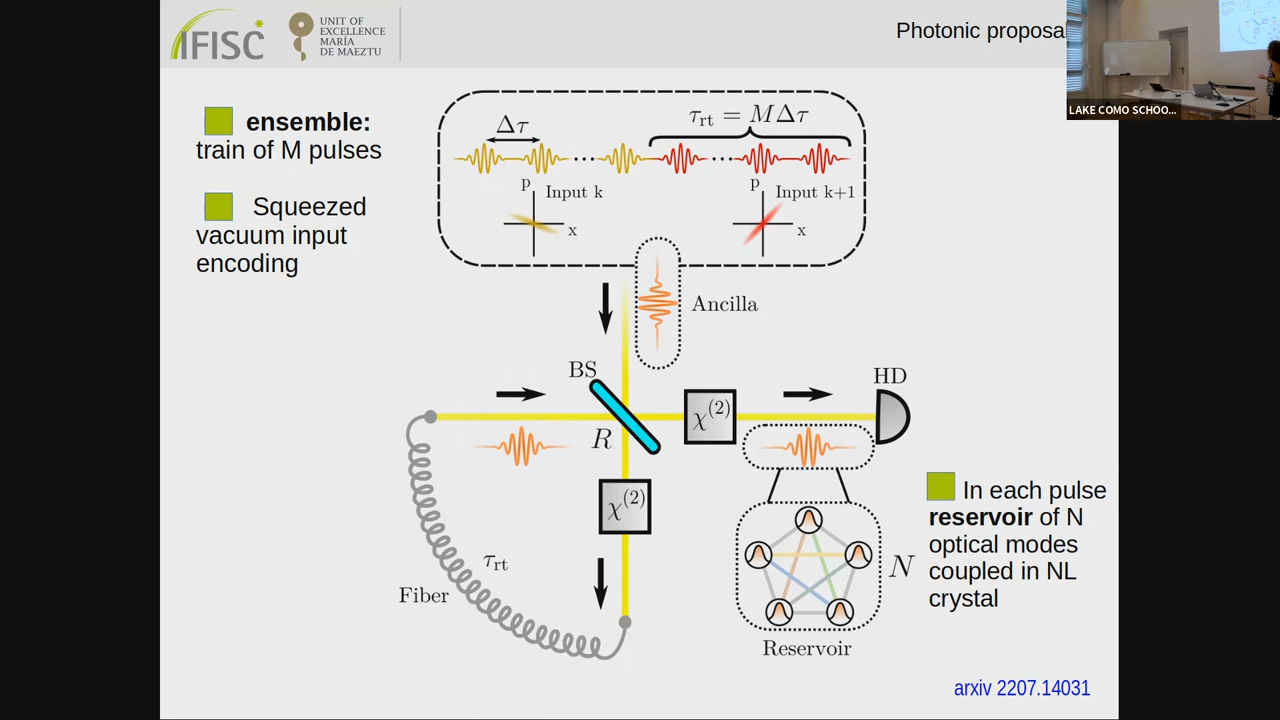 IFISC
UNIT OF
EXCELLENCE
MARÍA
DE MAEZTU
Photonic proposa
LAKE COMO SCHOO...
ensemble:
train of M pulses
Squeezed
vacuum input
encoding
Δτ
τrt = MΔτ
p
Input k
x
p
Input k+1
x
Ancilla
BS
R
χ(2)
HD
χ(2)
τrt
Fiber
N
Reservoir
In each pulse
reservoir of N
optical modes
coupled in NL
crystal
arxiv 2207.14031